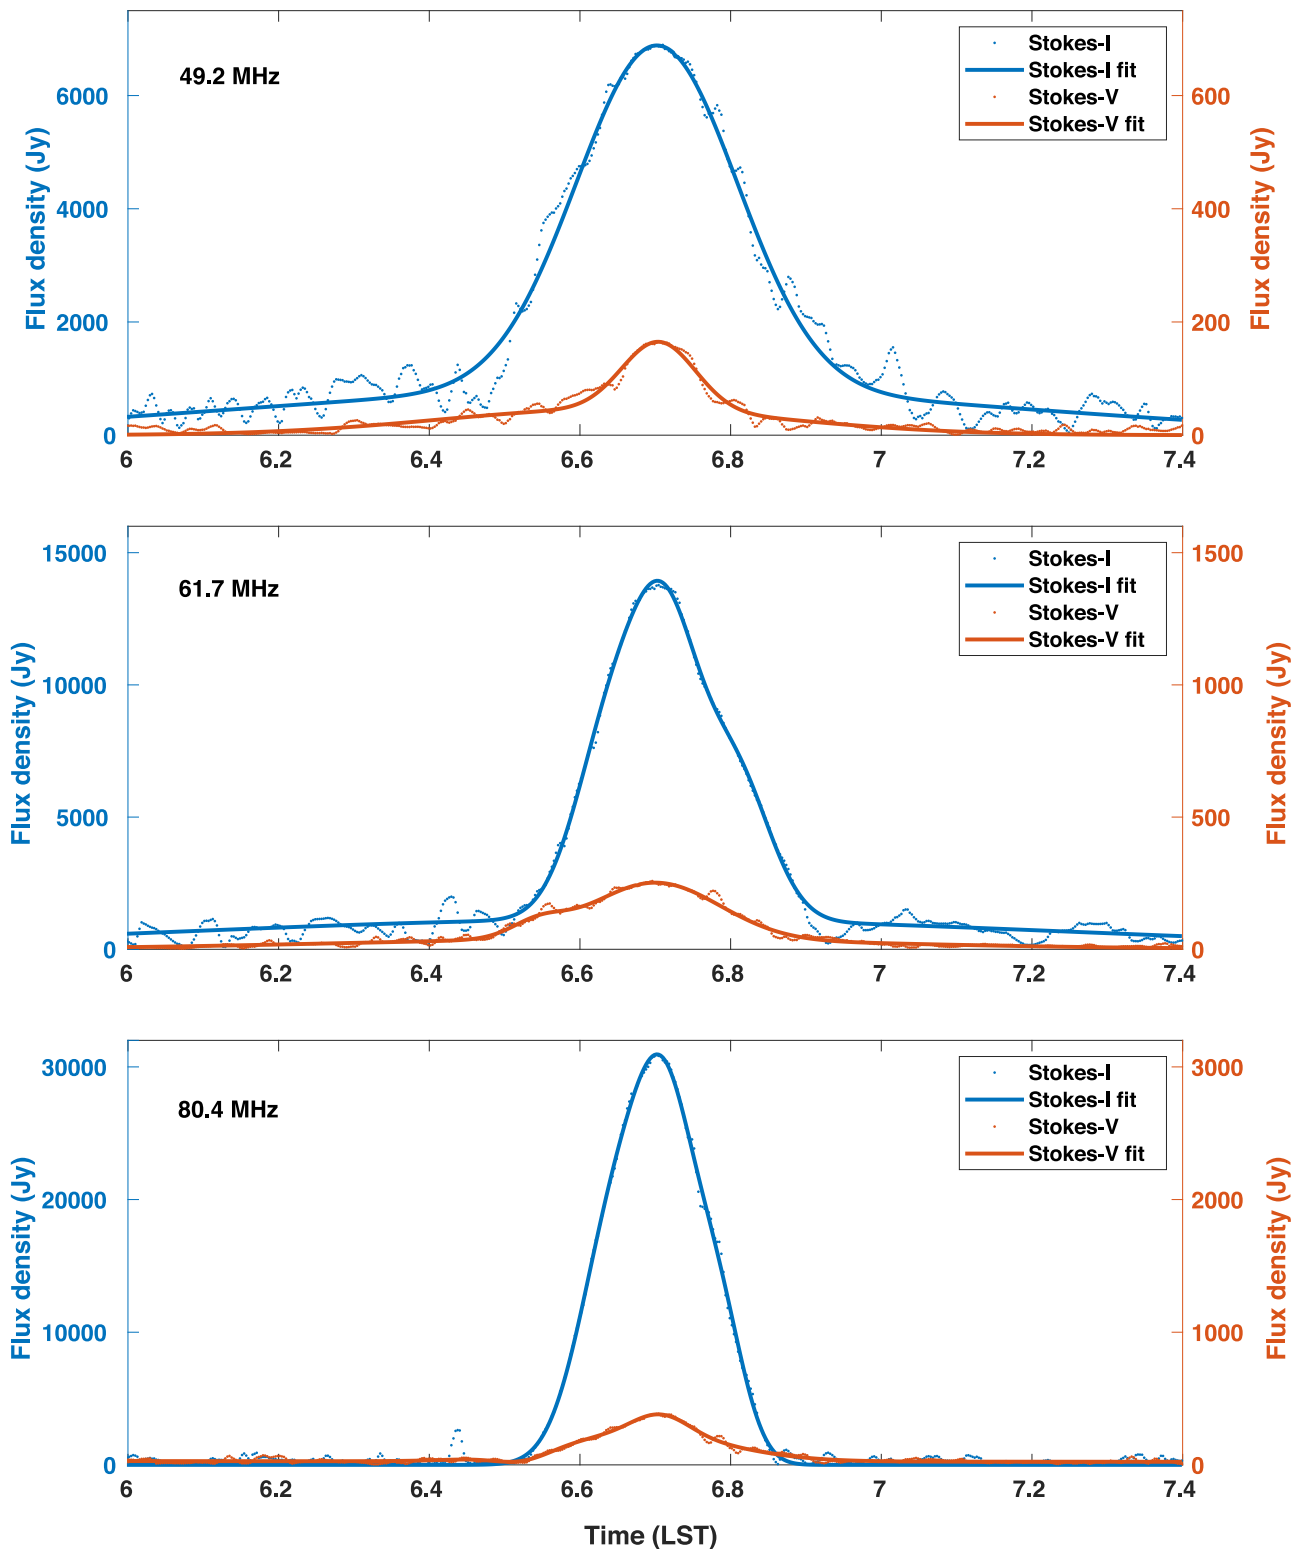 49.2 MHz
Stokes-I
Stokes-I fit
Stokes-V
Stokes-V fit
Flux density (Jy)
6000
4000
2000
0
600
400
200
0
Flux density (Jy)
6 6.2 6.4 6.6 6.8 7 7.2 7.4
61.7 MHz
Stokes-I
Stokes-I fit
Stokes-V
Stokes-V fit
Flux density (Jy)
15000
10000
5000
0
1500
1000
500
0
Flux density (Jy)
6 6.2 6.4 6.6 6.8 7 7.2 7.4
80.4 MHz
Stokes-I
Stokes-I fit
Stokes-V
Stokes-V fit
Flux density (Jy)
30000
20000
10000
0
3000
2000
1000
0
Flux density (Jy)
6 6.2 6.4 6.6 6.8 7 7.2 7.4
Time (LST)